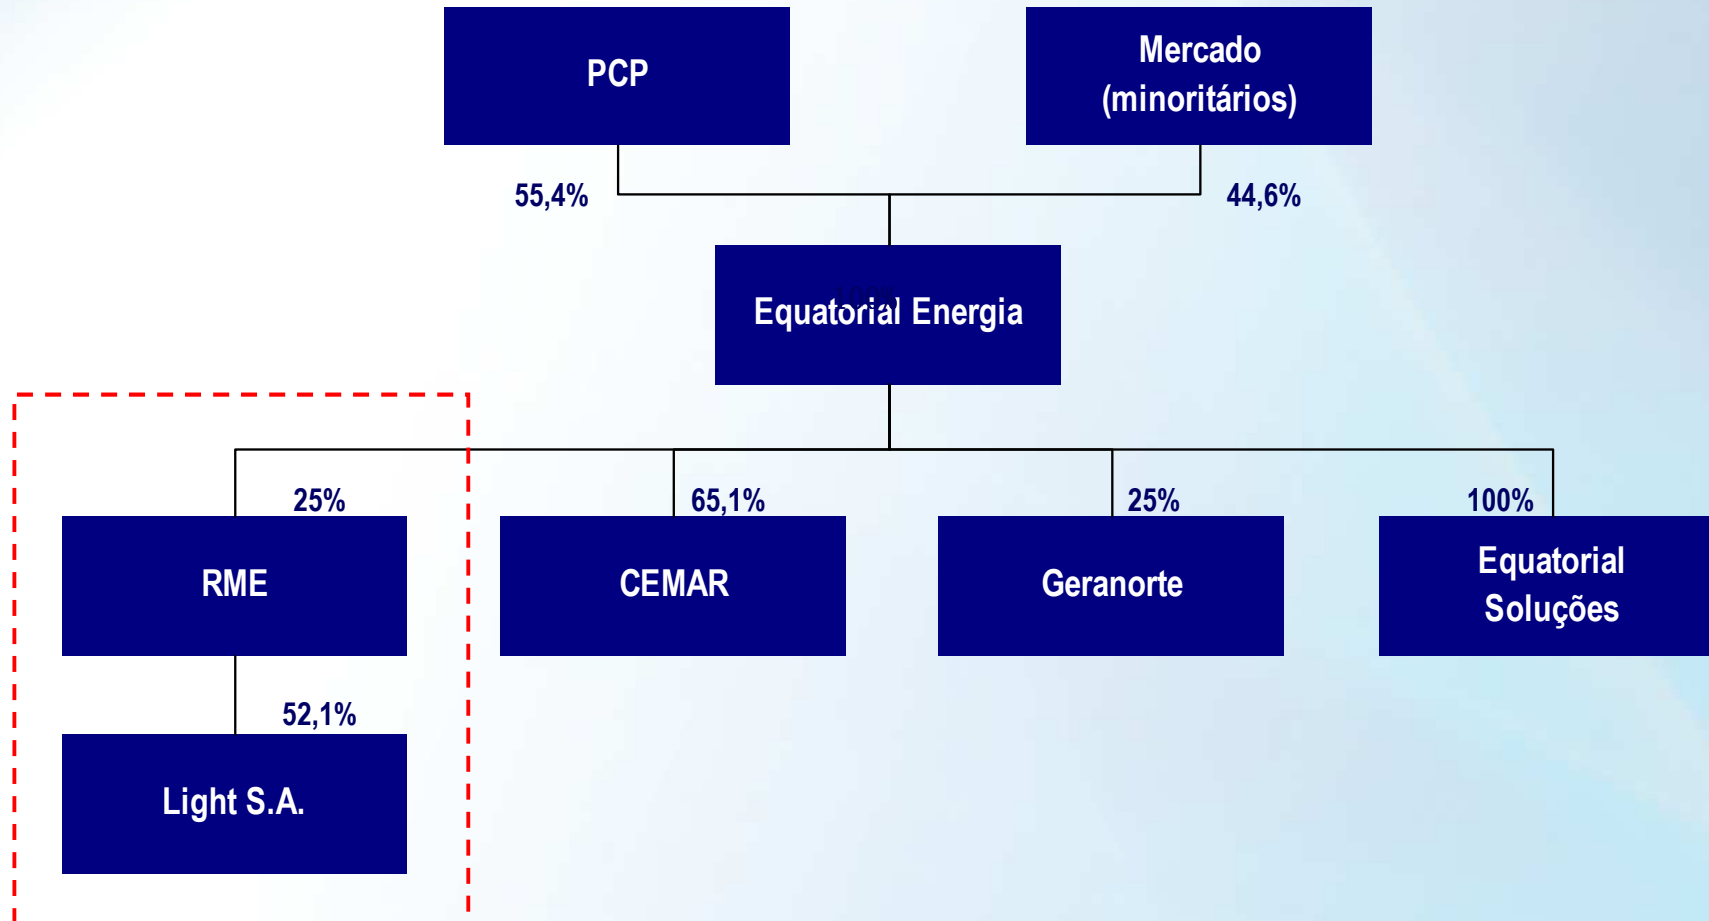 PCP
Mercado
(minoritários)
55,4%
44,6%
Equatorial Energia
25%
65,1%
25%
100%
RME
CEMAR
Geranorte
Equatorial
Soluções
52,1%
Light S.A.